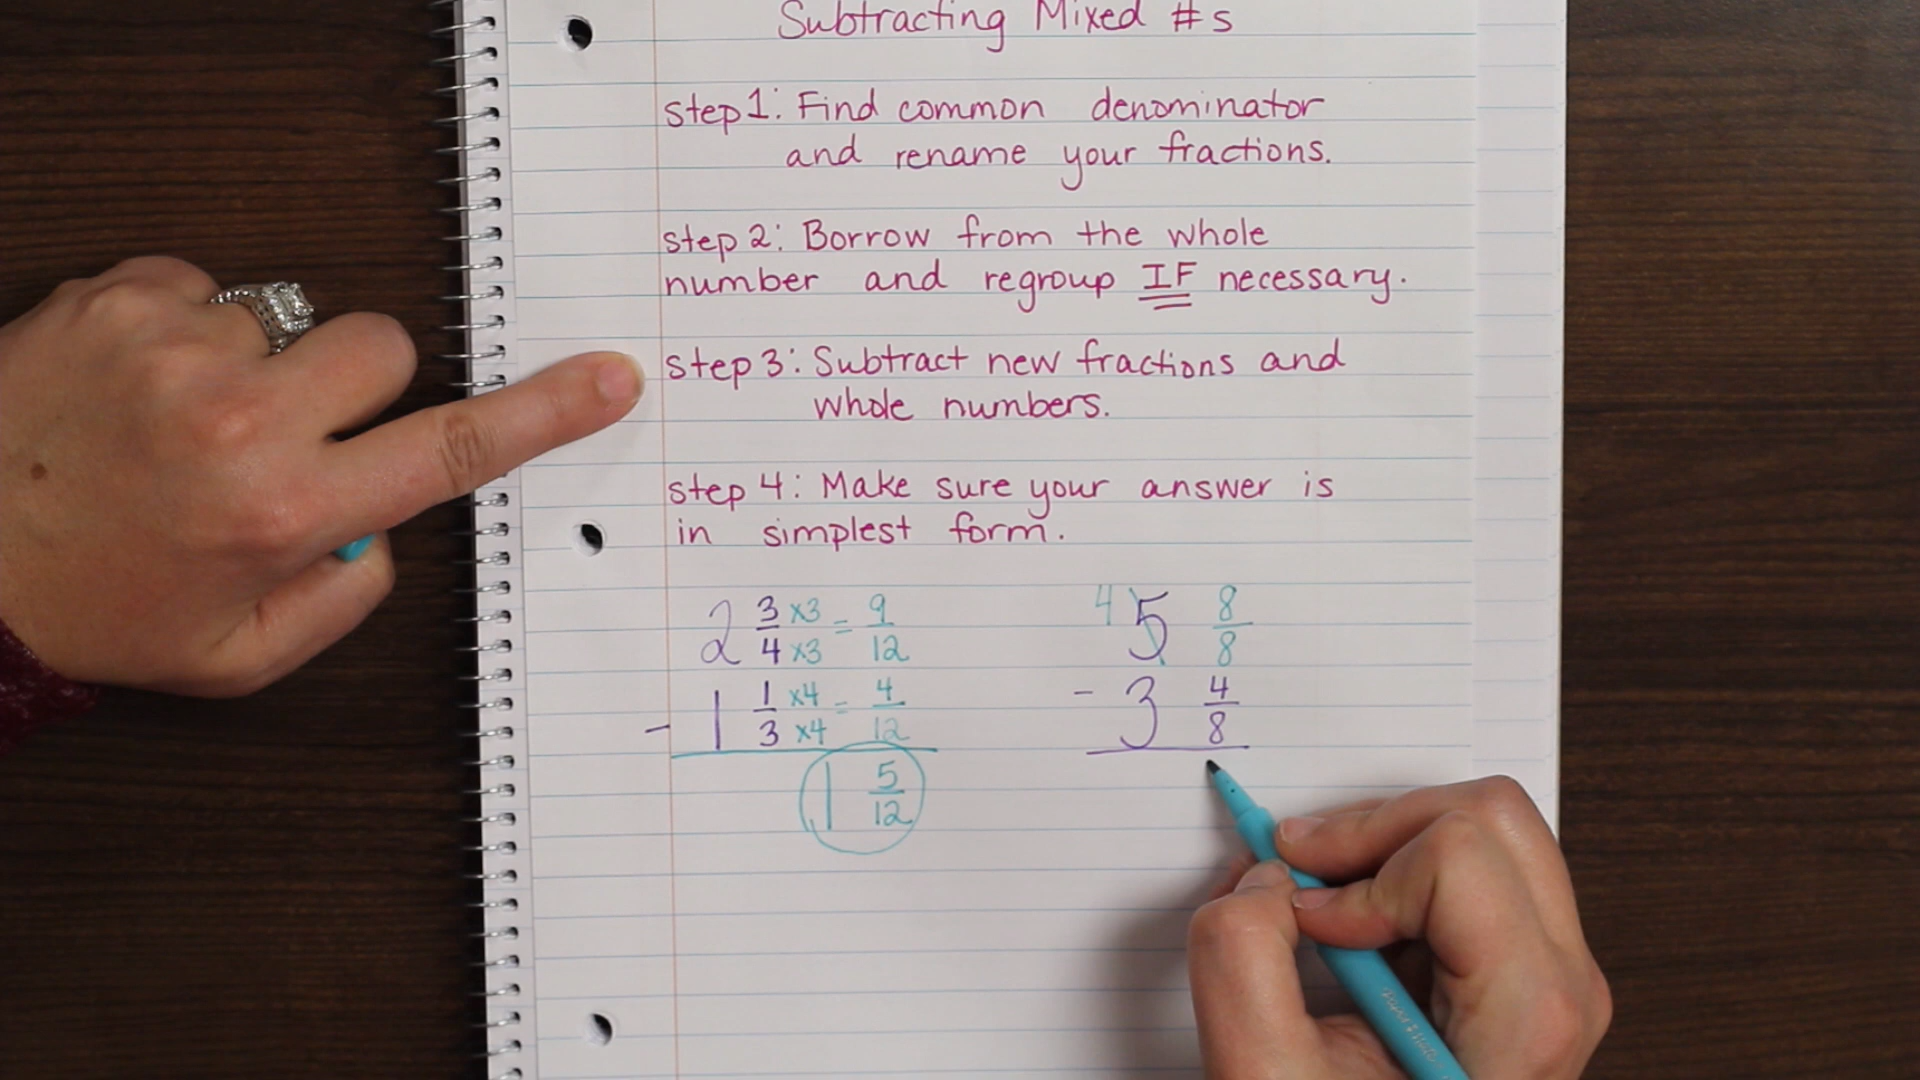 Subtracting Mixed #s
step 1: Find common denominator
and rename your fractions.
step 2: Borrow from the whole
number and regroup IF necessary.
step 3: Subtract new fractions and
whole numbers.
step 4: Make sure your answer is
in simplest form.
2 3/4 x3/x3 = 9/12
- 1 1/3 x4/x4 = 4/12
1 5/12
4 5 8/8
- 3 4/8
Paper Mate